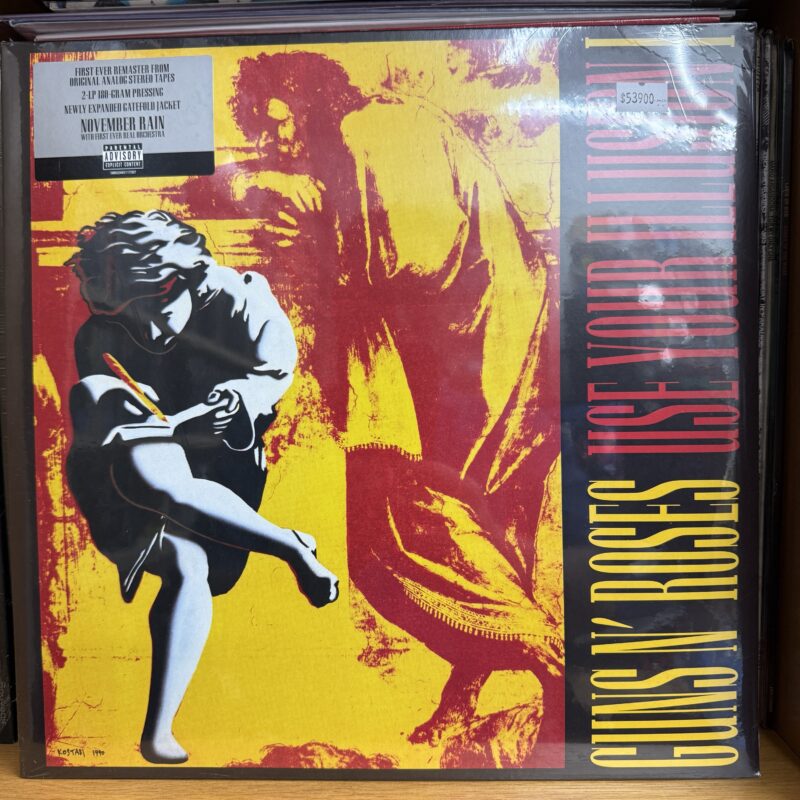 FIRST EVER REMASTER FROM
ORIGINAL ANALOG STEREO TAPES
2-LP 180-GRAM PRESSING
NEWLY EXPANDED GATEFOLD JACKET
NOVEMBER RAIN
WITH FIRST EVER REAL ORCHESTRA
PARENTAL
ADVISORY
EXPLICIT CONTENT
$53900
GUNS N' ROSES USE YOUR ILLUSION I
KOSTABI 1990